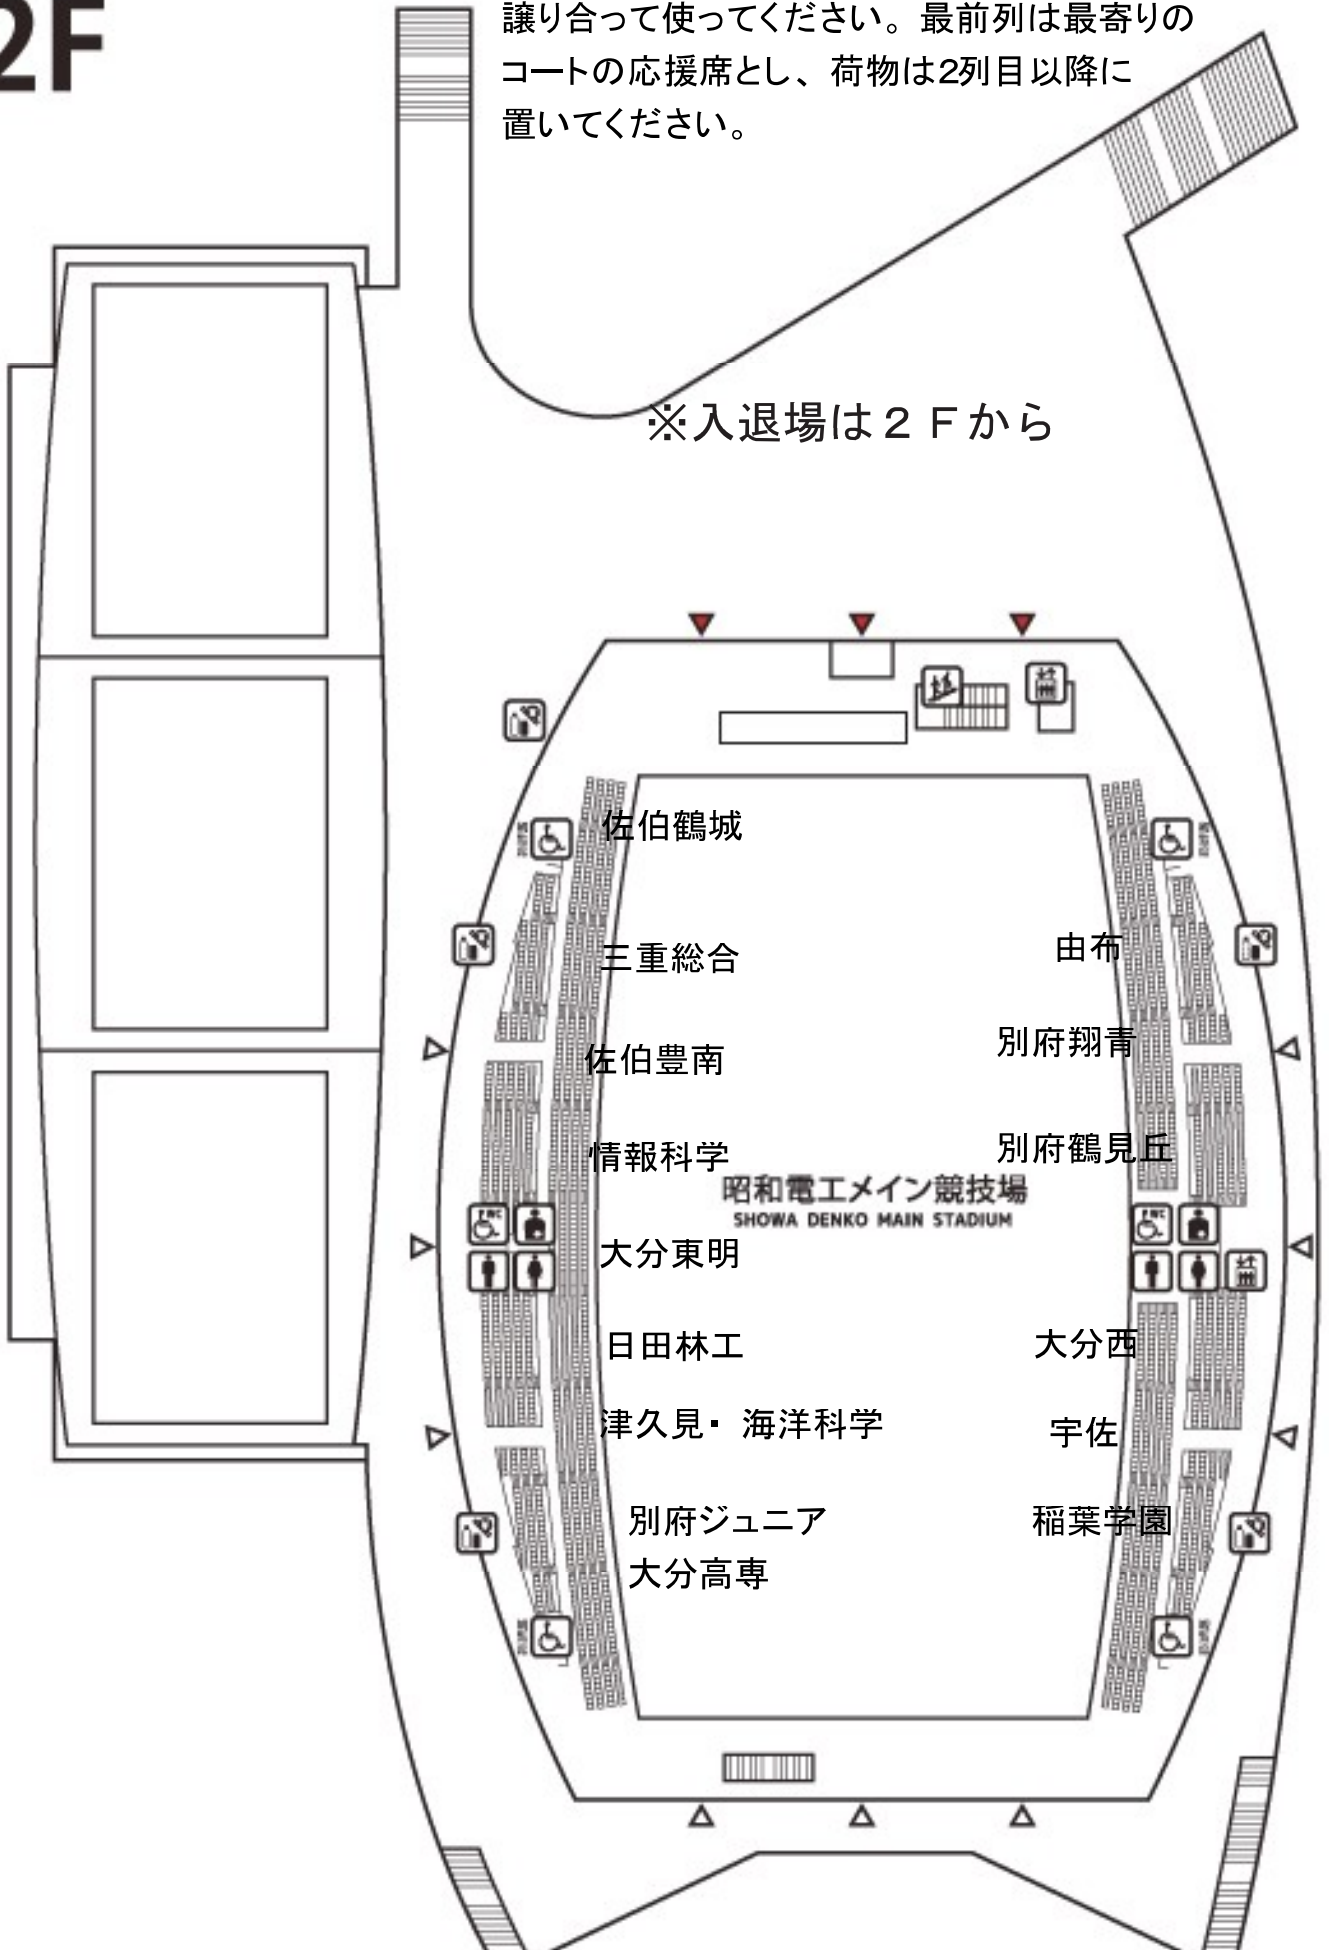 2F
譲り合って使ってください。最前列は最寄りの
コートの応援席とし、荷物は2列目以降に
置いてください。
※入退場は２Ｆから
佐伯鶴城
三重総合
由布
佐伯豊南
別府翔青
情報科学
別府鶴見丘
昭和電工メイン競技場
SHOWA DENKO MAIN STADIUM
大分東明
日田林工
大分西
津久見・海洋科学
宇佐
別府ジュニア
稲葉学園
大分高専